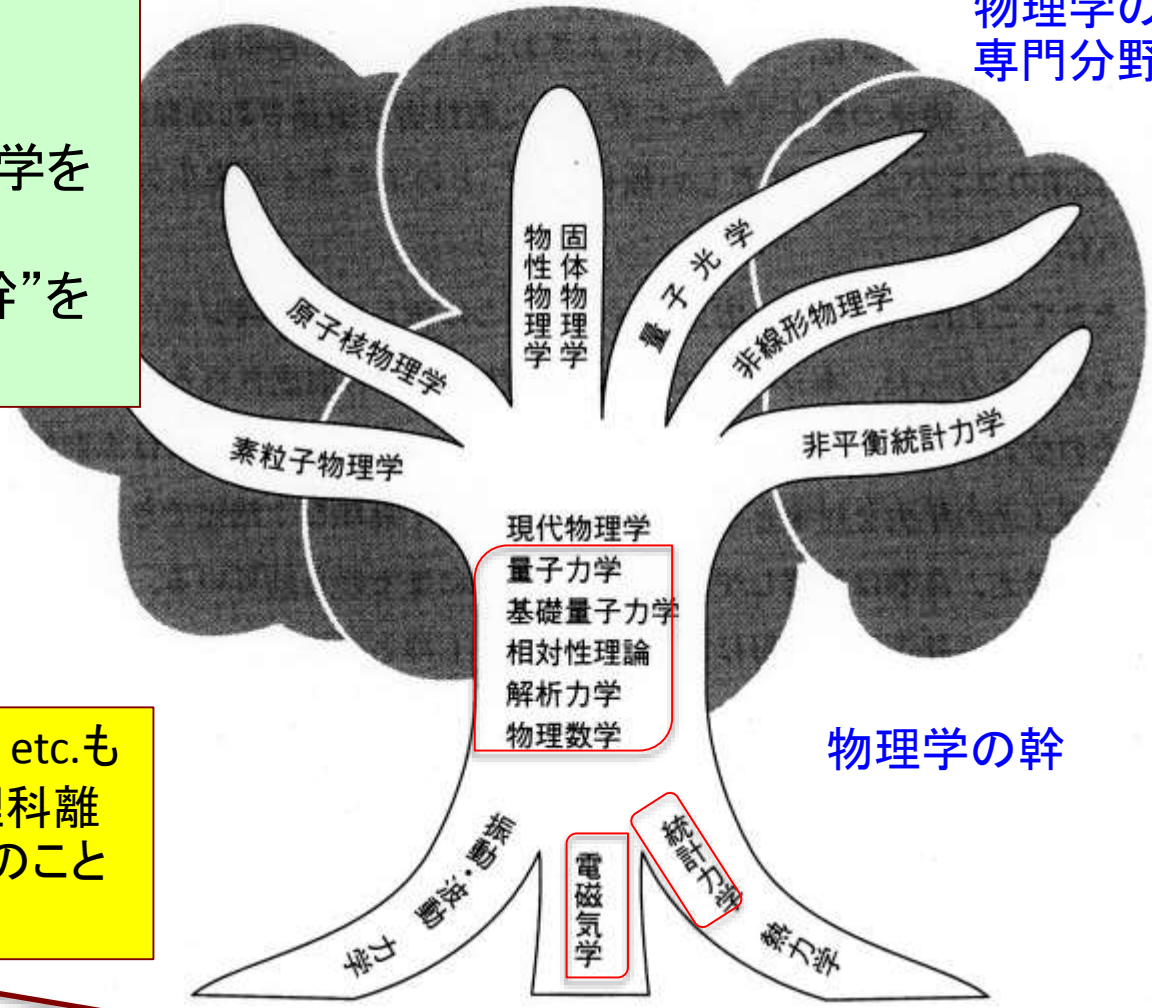 物理学の
専門分野
学を
幹”を
固体物理学
物性物理学
量子光学
原子核物理学
非線形物理学
素粒子物理学
非平衡統計力学
現代物理学
量子力学
基礎量子力学
相対性理論
解析力学
物理数学
物理学の幹
etc.も
理科離
のこと
振動・波動
力学
電磁気学
統計力学
熱力学